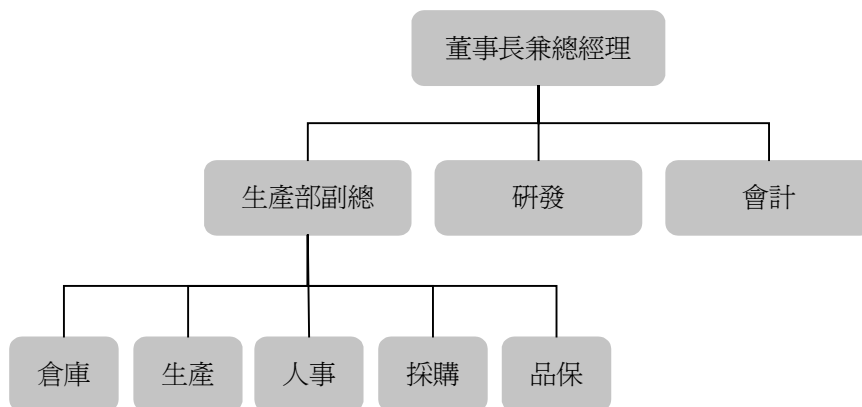 董事長兼總經理
生產部副總
研發
會計
倉庫
生產
人事
採購
品保